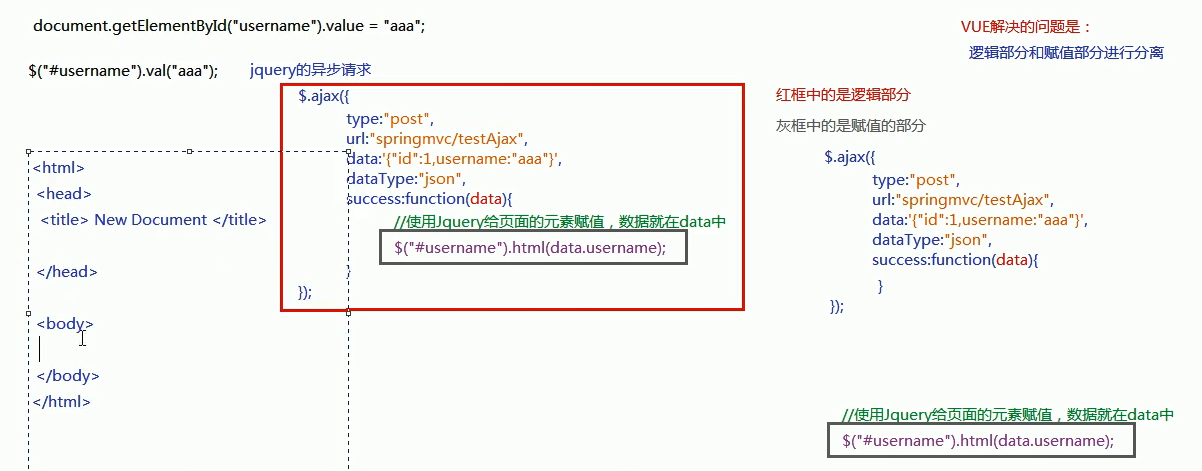 document.getElementById("username").value = "aaa";
$("#username").val("aaa");
jquery的异步请求
$.ajax({
type:"post",
url:"springmvc/testAjax",
data:'{"id":1,username:"aaa"}',
dataType:"json",
success:function(data){
//使用Jquery给页面的元素赋值，数据就在data中
$("#username").html(data.username);
}
});
<html>
<head>
<title> New Document </title>
</head>
<body>
</body>
</html>
VUE解决的问题是：
逻辑部分和赋值部分进行分离
红框中的是逻辑部分
灰框中的是赋值的部分
$.ajax({
type:"post",
url:"springmvc/testAjax",
data:'{"id":1,username:"aaa"}',
dataType:"json",
success:function(data){
}
});
//使用Jquery给页面的元素赋值，数据就在data中
$("#username").html(data.username);